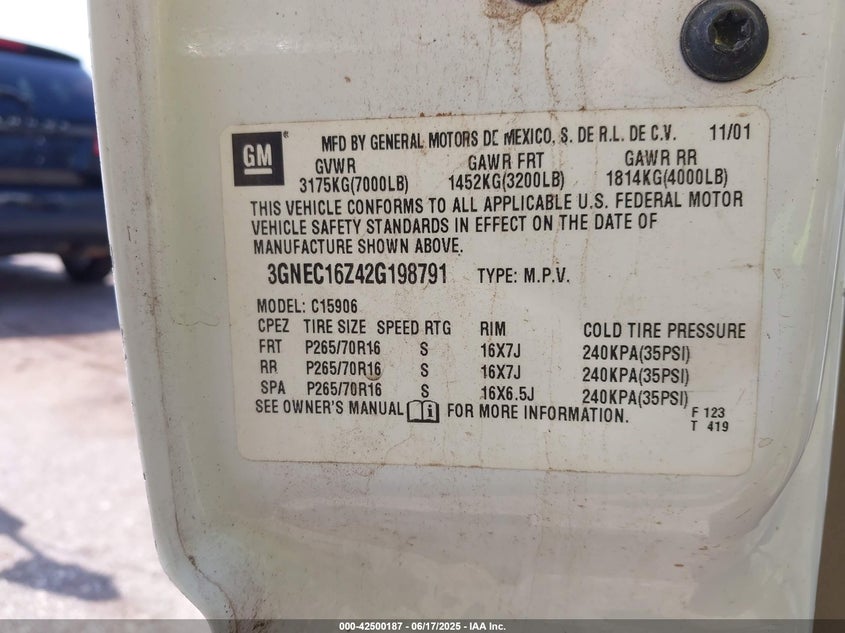 GM ® MFD BY GENERAL MOTORS DE MEXICO, S. DE R.L. DE C.V. 11/01
GVWR GAWR FRT GAWR RR
3175KG(7000LB) 1452KG(3200LB) 1814KG(4000LB)
THIS VEHICLE CONFORMS TO ALL APPLICABLE U.S. FEDERAL MOTOR
VEHICLE SAFETY STANDARDS IN EFFECT ON THE DATE OF
MANUFACTURE SHOWN ABOVE.
3GNEC16Z42G198791 TYPE: M.P.V.
MODEL: C15906
CPEZ TIRE SIZE SPEED RTG RIM COLD TIRE PRESSURE
FRT P265/70R16 S 16X7J 240KPA(35PSI)
RR P265/70R16 S 16X7J 240KPA(35PSI)
SPA P265/70R16 S 16X6.5J 240KPA(35PSI)
SEE OWNER'S MANUAL FOR MORE INFORMATION.
F 123
T 419
000-42500187 - 06/17/2025 - IAA Inc.